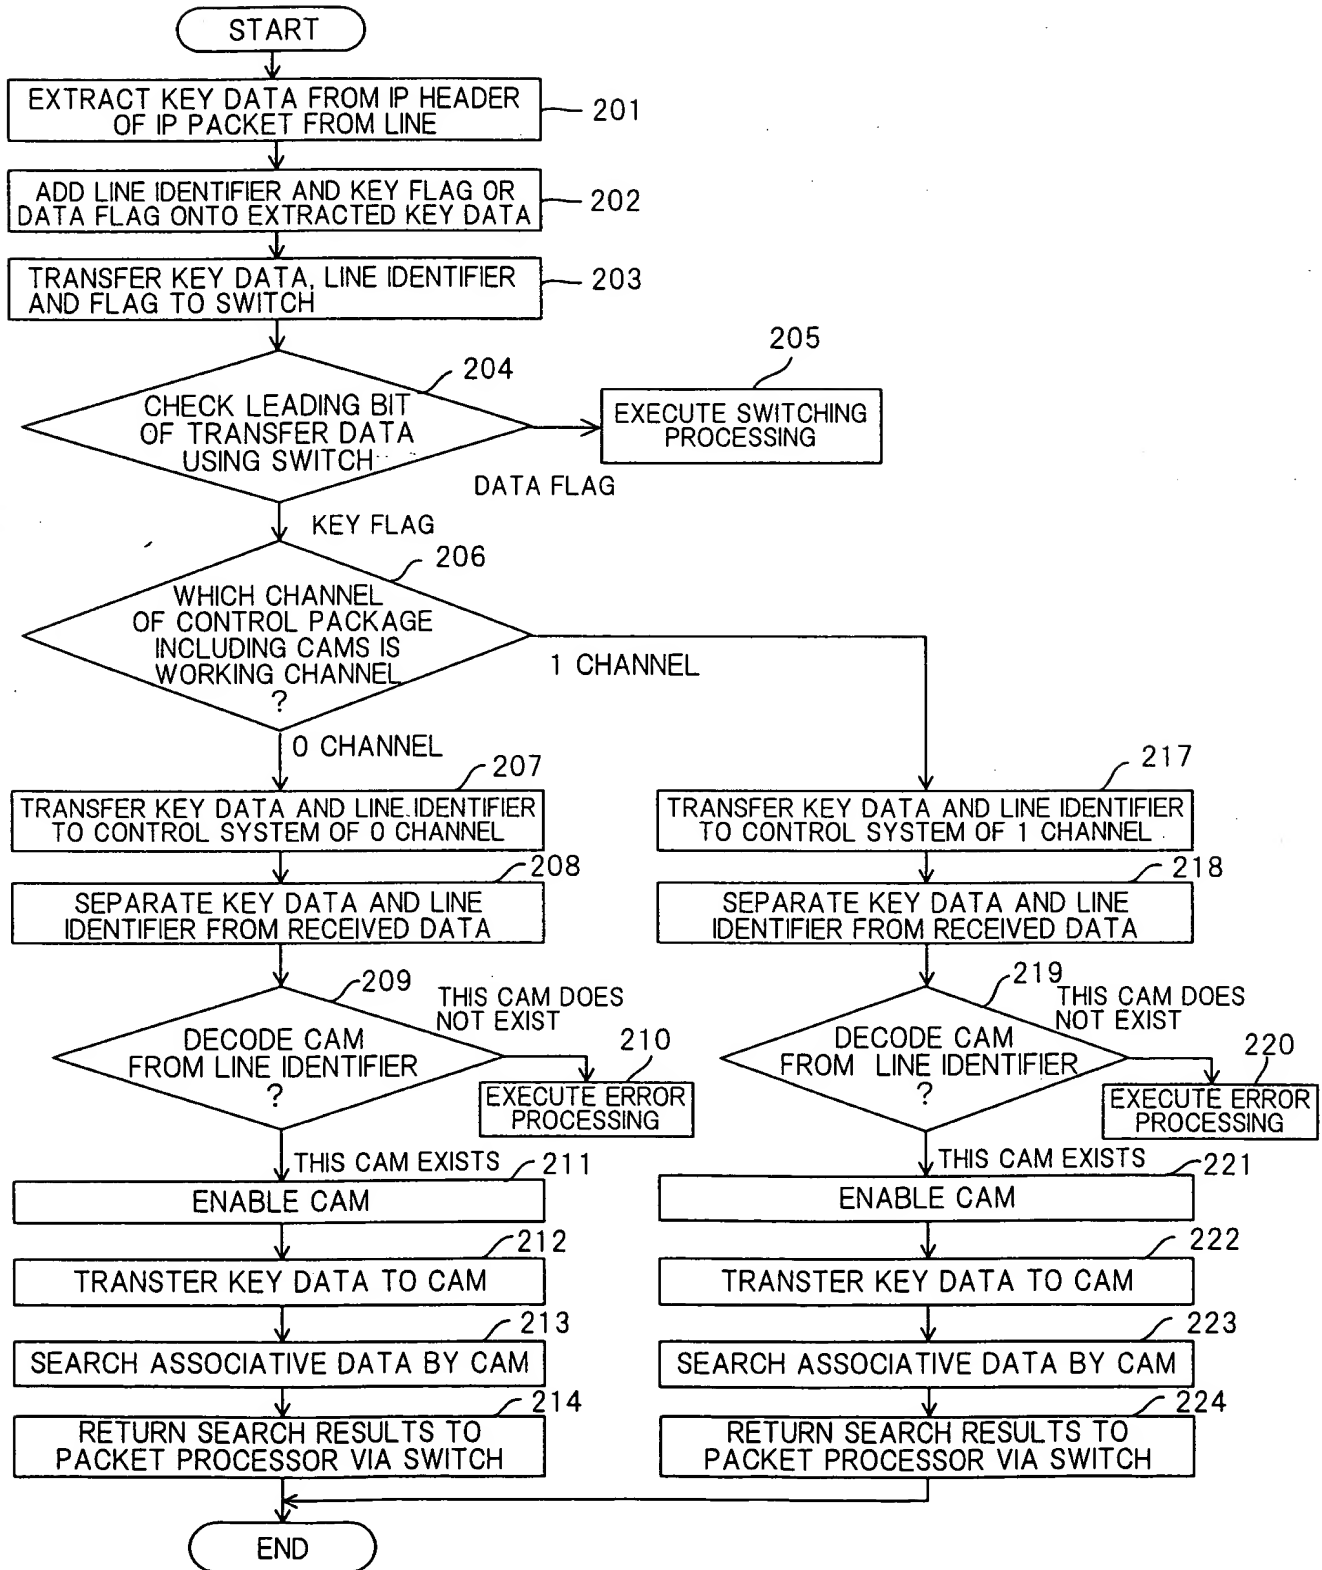 START
EXTRACT KEY DATA FROM IP HEADER
OF IP PACKET FROM LINE
201
ADD LINE IDENTIFIER AND KEY FLAG OR
DATA FLAG ONTO EXTRACTED KEY DATA
202
TRANSFER KEY DATA, LINE IDENTIFIER
AND FLAG TO SWITCH
203
204
CHECK LEADING BIT
OF TRANSFER DATA
USING SWITCH
205
EXECUTE SWITCHING
PROCESSING
DATA FLAG
KEY FLAG
206
WHICH CHANNEL
OF CONTROL PACKAGE
INCLUDING CAMS IS
WORKING CHANNEL
?
1 CHANNEL
0 CHANNEL
207
TRANSFER KEY DATA AND LINE IDENTIFIER
TO CONTROL SYSTEM OF 0 CHANNEL
208
SEPARATE KEY DATA AND LINE
IDENTIFIER FROM RECEIVED DATA
209
DECODE CAM
FROM LINE IDENTIFIER
?
THIS CAM DOES
NOT EXIST
210
EXECUTE ERROR
PROCESSING
THIS CAM EXISTS
211
ENABLE CAM
212
TRANSTER KEY DATA TO CAM
213
SEARCH ASSOCIATIVE DATA BY CAM
214
RETURN SEARCH RESULTS TO
PACKET PROCESSOR VIA SWITCH
217
TRANSFER KEY DATA AND LINE IDENTIFIER
TO CONTROL SYSTEM OF 1 CHANNEL
218
SEPARATE KEY DATA AND LINE
IDENTIFIER FROM RECEIVED DATA
219
DECODE CAM
FROM LINE IDENTIFIER
?
THIS CAM DOES
NOT EXIST
220
EXECUTE ERROR
PROCESSING
THIS CAM EXISTS
221
ENABLE CAM
222
TRANSTER KEY DATA TO CAM
223
SEARCH ASSOCIATIVE DATA BY CAM
224
RETURN SEARCH RESULTS TO
PACKET PROCESSOR VIA SWITCH
END